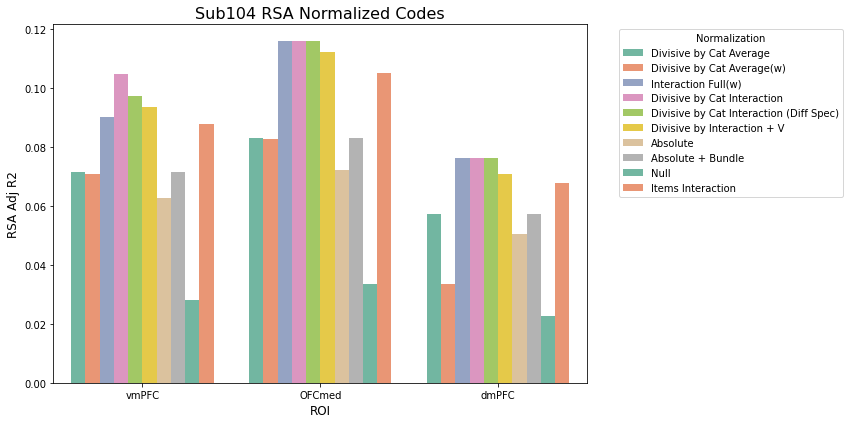 Sub104 RSA Normalized Codes
RSA Adj R2
0.12
0.10
0.08
0.06
0.04
0.02
0.00
vmPFC
OFCmed
dmPFC
ROI
Normalization
Divisive by Cat Average
Divisive by Cat Average(w)
Interaction Full(w)
Divisive by Cat Interaction
Divisive by Cat Interaction (Diff Spec)
Divisive by Interaction + V
Absolute
Absolute + Bundle
Null
Items Interaction